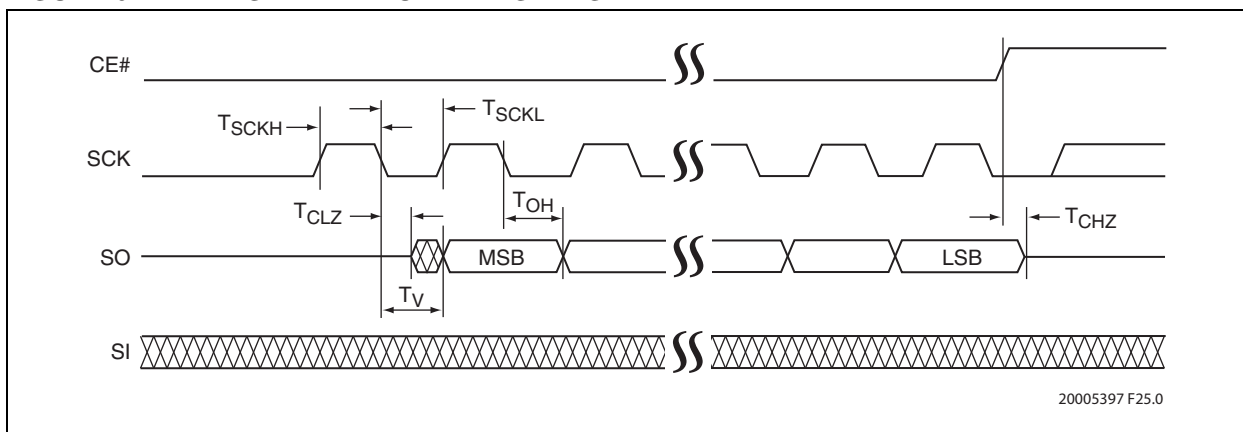 CE#
TSCKH
TSCKL
SCK
TCLZ
TOH
TCHZ
SO
MSB
LSB
TV
SI
20005397 F25.0